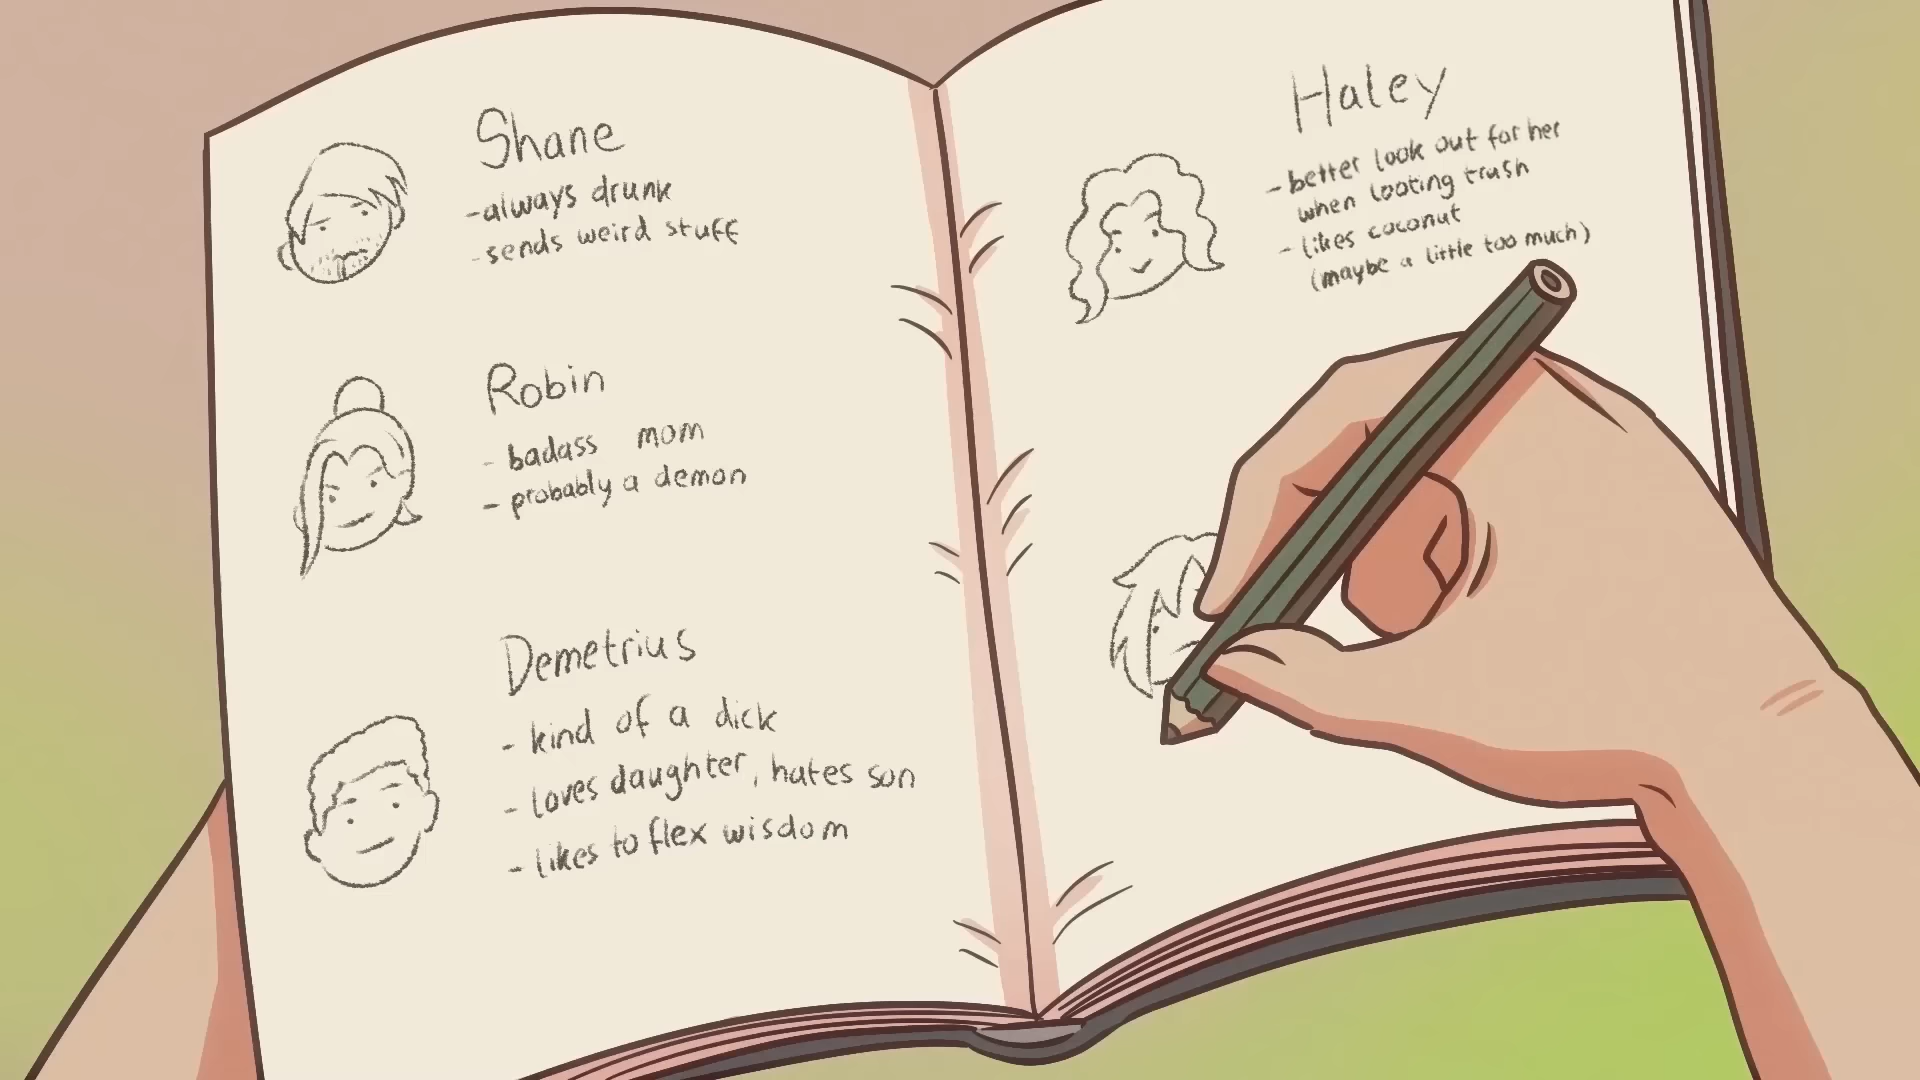 Shane
-always drunk
-sends weird stuff
Robin
- badass mom
- probably a demon
Demetrius
- kind of a dick
- loves daughter, hates son
- likes to flex wisdom
Haley
- better look out for her
when looting trash
- likes coconut
(maybe a little too much)